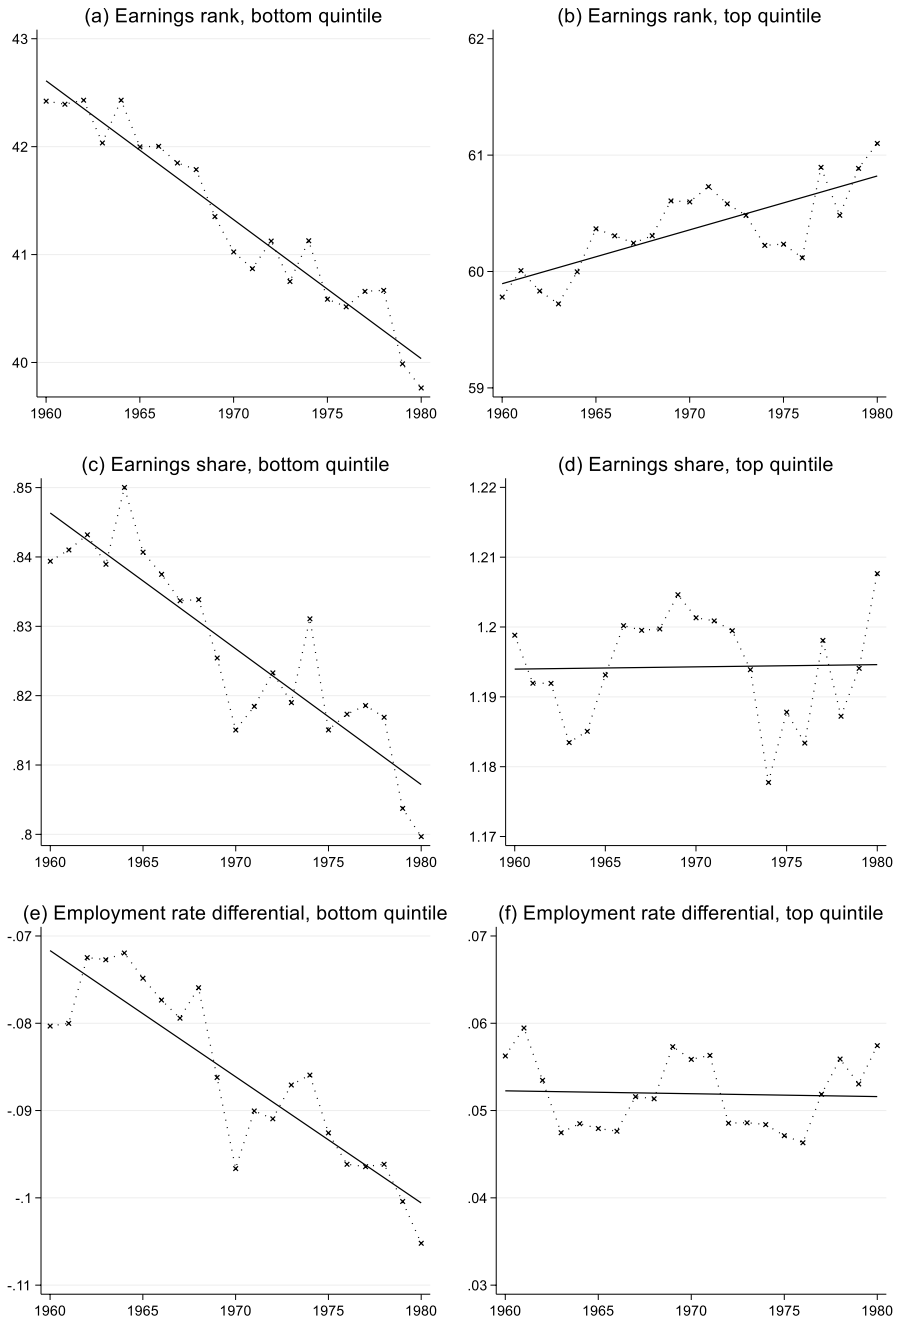 (a) Earnings rank, bottom quintile
43
42
41
40
1960 1965 1970 1975 1980
(b) Earnings rank, top quintile
62
61
60
59
1960 1965 1970 1975 1980
(c) Earnings share, bottom quintile
.85
.84
.83
.82
.81
.8
1960 1965 1970 1975 1980
(d) Earnings share, top quintile
1.22
1.21
1.2
1.19
1.18
1.17
1960 1965 1970 1975 1980
(e) Employment rate differential, bottom quintile
-.07
-.08
-.09
-.1
-.11
1960 1965 1970 1975 1980
(f) Employment rate differential, top quintile
.07
.06
.05
.04
.03
1960 1965 1970 1975 1980